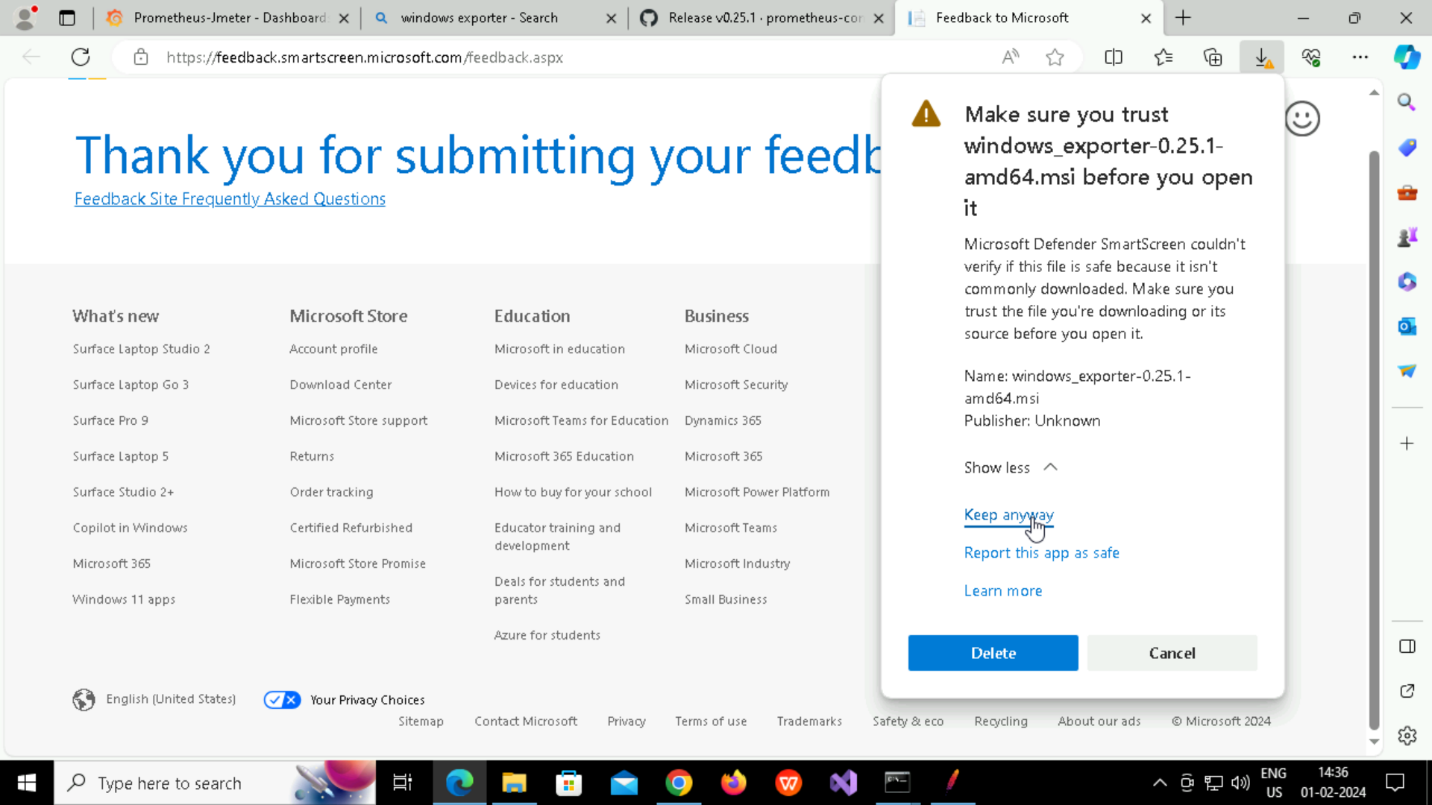 Prometheus-Jmeter - Dashboards
windows exporter - Search
Release v0.25.1 · prometheus-con
Feedback to Microsoft
https://feedback.smartscreen.microsoft.com/feedback.aspx
Thank you for submitting your feedb
Feedback Site Frequently Asked Questions
Make sure you trust
windows_exporter-0.25.1-
amd64.msi before you open
it
Microsoft Defender SmartScreen couldn't
verify if this file is safe because it isn't
commonly downloaded. Make sure you
trust the file you're downloading or its
source before you open it.
Name: windows_exporter-0.25.1-
amd64.msi
Publisher: Unknown
Show less
Keep anyway
Report this app as safe
Learn more
Delete
Cancel
What's new
Surface Laptop Studio 2
Surface Laptop Go 3
Surface Pro 9
Surface Laptop 5
Surface Studio 2+
Copilot in Windows
Microsoft 365
Windows 11 apps
Microsoft Store
Account profile
Download Center
Microsoft Store support
Returns
Order tracking
Certified Refurbished
Microsoft Store Promise
Flexible Payments
Education
Microsoft in education
Devices for education
Microsoft Teams for Education
Microsoft 365 Education
How to buy for your school
Educator training and
development
Deals for students and
parents
Azure for students
Business
Microsoft Cloud
Microsoft Security
Dynamics 365
Microsoft 365
Microsoft Power Platform
Microsoft Teams
Microsoft Industry
Small Business
English (United States)
Your Privacy Choices
Sitemap
Contact Microsoft
Privacy
Terms of use
Trademarks
Safety & eco
Recycling
About our ads
© Microsoft 2024
Type here to search
ENG
US
14:36
01-02-2024